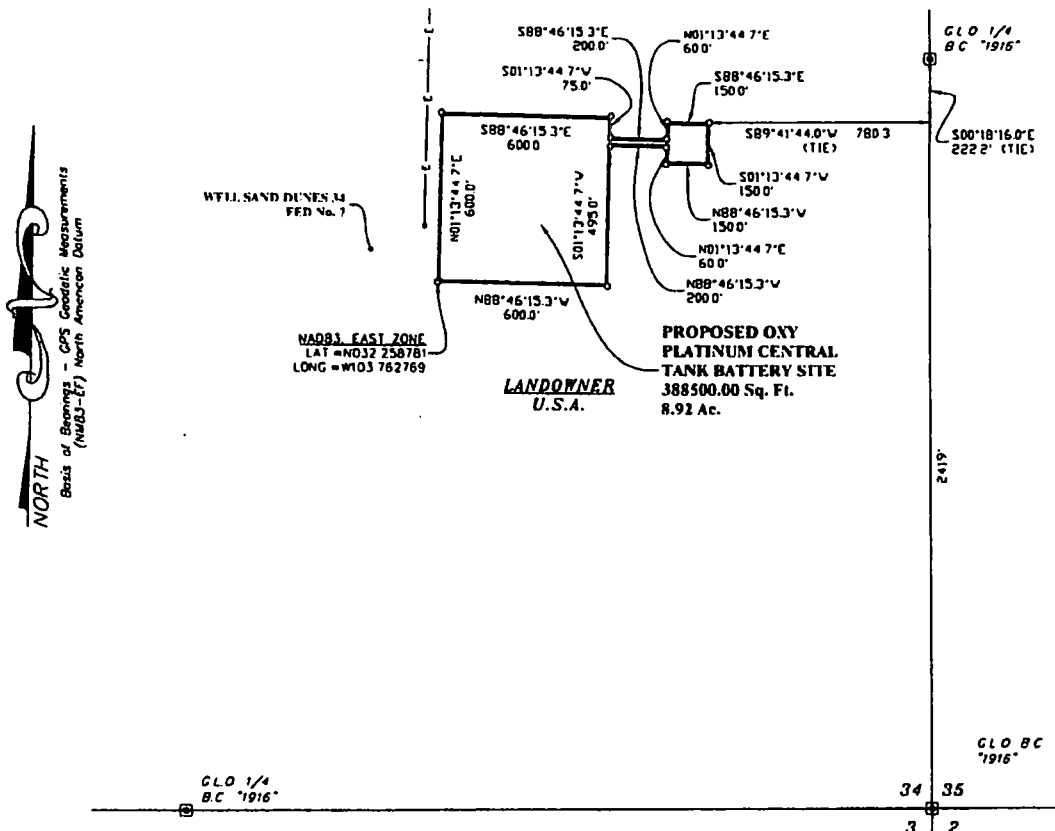 S88°46'15.3"E
200.0'
N01°13'44.7"E
60.0'
GLO 1/4
B.C "1916"
S01°13'44.7"W
75.0'
S88°46'15.3"E
150.0'
S88°46'15.3"E
600.0
S89°41'44.0"W 780.3
(TIE)
S00°18'16.0"E
222.2' (TIE)
WELL SAND DUNES 34
FED No. 7
N01°13'44.7"E
600.0'
S01°13'44.7"W
495.0'
S01°13'44.7"W
150.0'
N88°46'15.3"W
150.0'
N01°13'44.7"E
60.0'
N88°46'15.3"W
200.0'
N88°46'15.3"W
600.0'
NAD83, EAST ZONE
LAT =N032 258781
LONG =W103 762769
LANDOWNER
U.S.A.
PROPOSED OXY
PLATINUM CENTRAL
TANK BATTERY SITE
388500.00 Sq. Ft.
8.92 Ac.
NORTH
Basis of Bearings - GPS Geodetic Measurements
(NM83-EF) North American Datum
2419'
GLO 1/4
B.C "1916"
GLO BC
"1916"
34 35
3 2